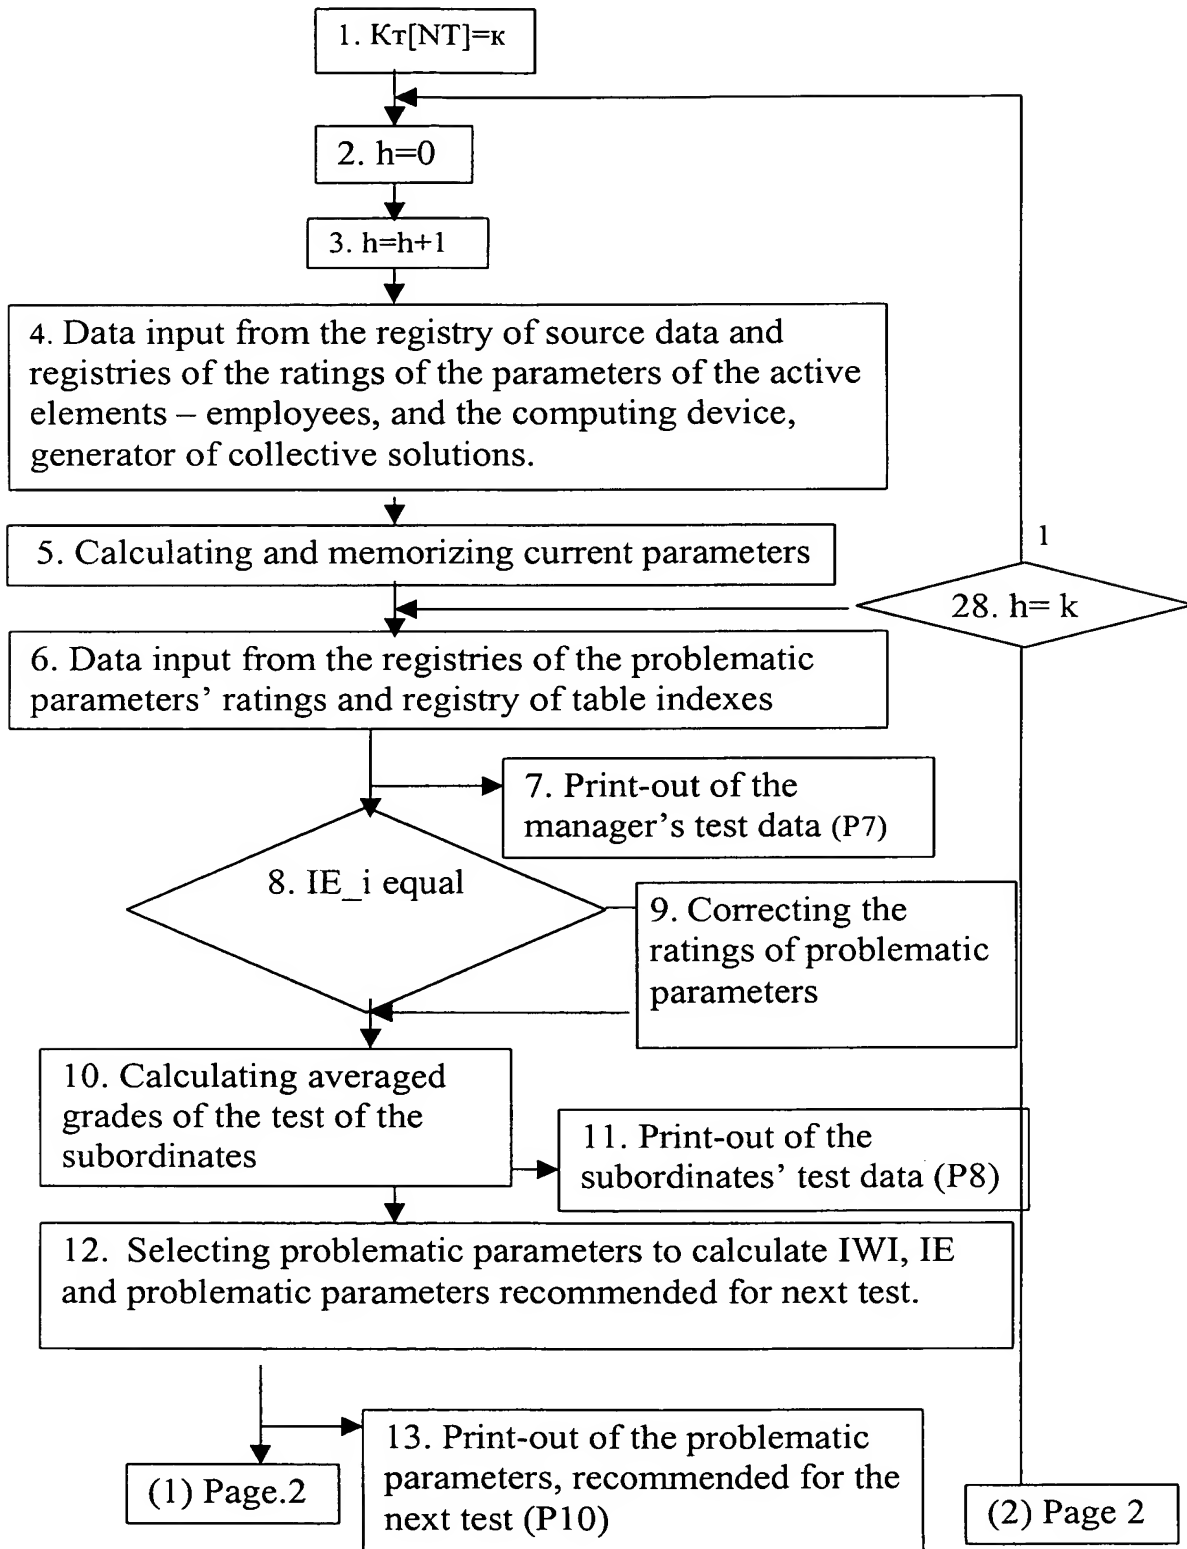 1. Кт[NT]=к
2. h=0
3. h=h+1
4. Data input from the registry of source data and
registries of the ratings of the parameters of the active
elements – employees, and the computing device,
generator of collective solutions.
5. Calculating and memorizing current parameters
1
28. h= k
6. Data input from the registries of the problematic
parameters’ ratings and registry of table indexes
7. Print-out of the
manager’s test data (P7)
8. IE_i equal
9. Correcting the
ratings of problematic
parameters
10. Calculating averaged
grades of the test of the
subordinates
11. Print-out of the
subordinates’ test data (P8)
12. Selecting problematic parameters to calculate IWI, IE
and problematic parameters recommended for next test.
13. Print-out of the problematic
parameters, recommended for the
next test (P10)
(1) Page.2
(2) Page 2